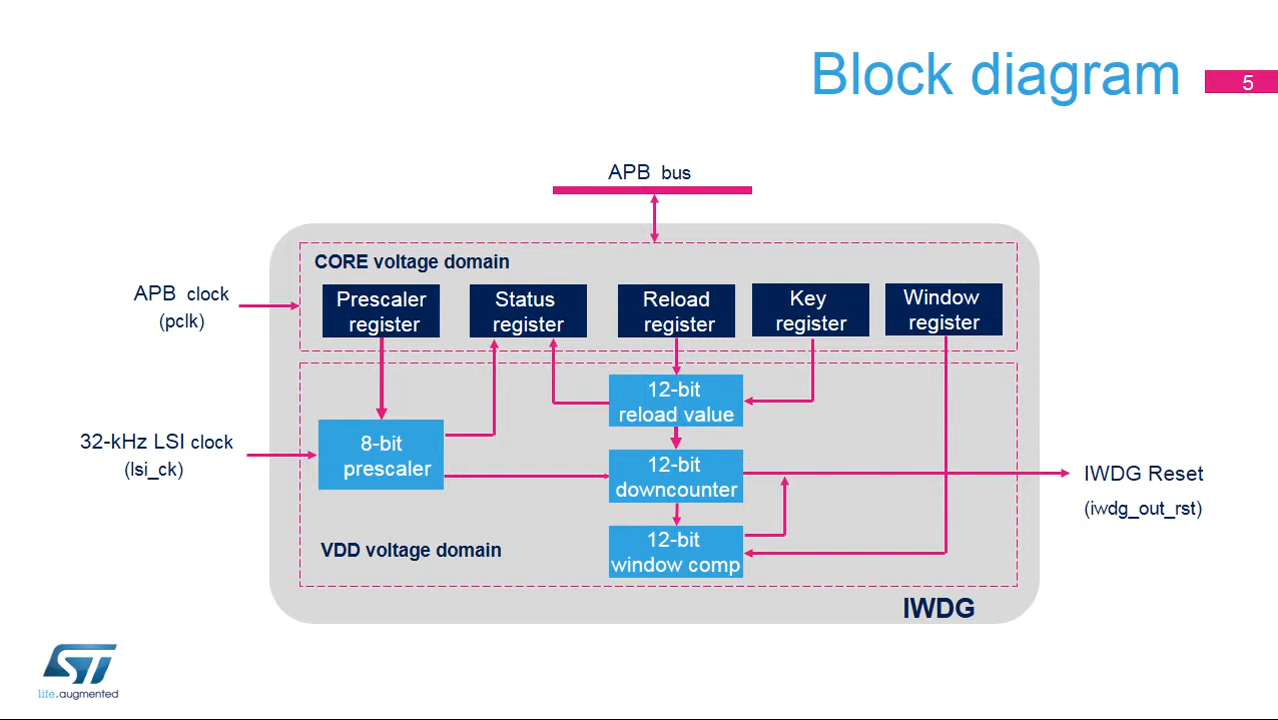 Block diagram
5
APB bus
CORE voltage domain
APB clock
(pclk)
Prescaler
register
Status
register
Reload
register
Key
register
Window
register
12-bit
reload value
32-kHz LSI clock
(lsi_ck)
8-bit
prescaler
12-bit
downcounter
IWDG Reset
(iwdg_out_rst)
12-bit
window comp
VDD voltage domain
IWDG
ST
life.augmented